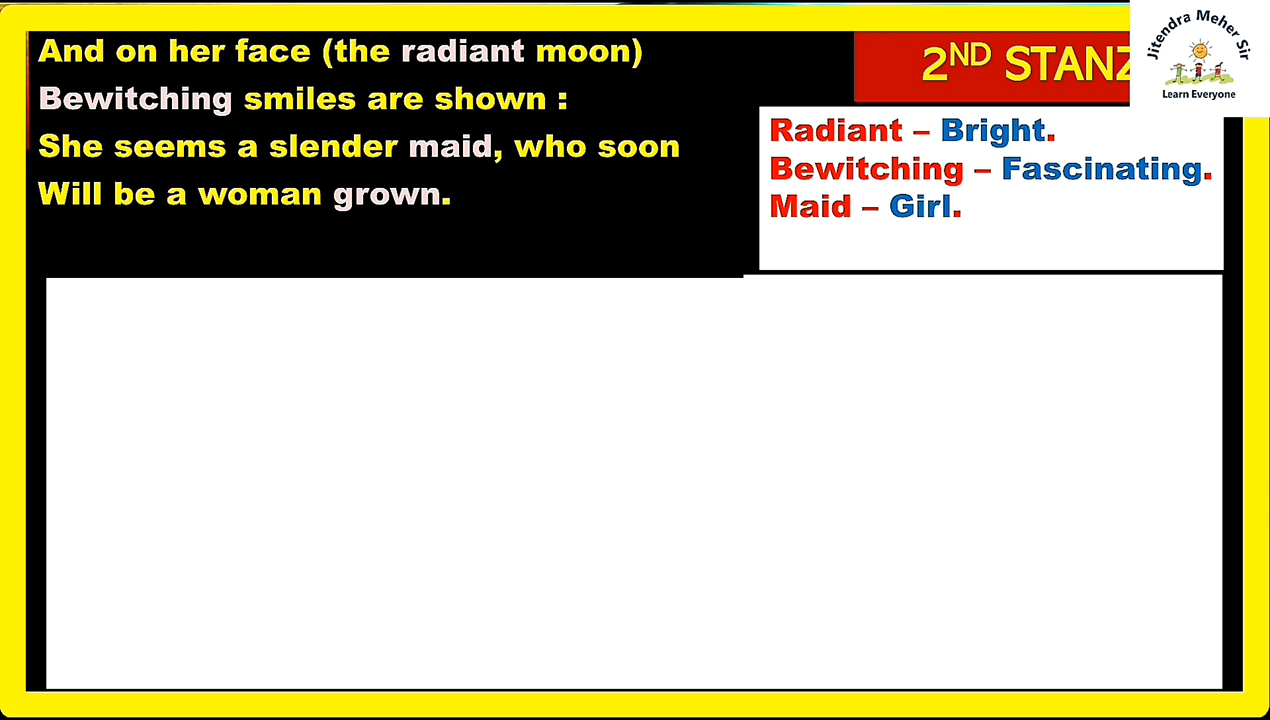 And on her face (the radiant moon)
Bewitching smiles are shown :
She seems a slender maid, who soon
Will be a woman grown.
2ND STANZ
Jitendra Meher Sir
Learn Everyone
Radiant – Bright.
Bewitching – Fascinating.
Maid – Girl.